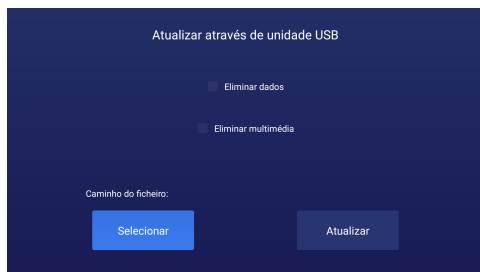 Atualizar através de unidade USB
Eliminar dados
Eliminar multimédia
Caminho do ficheiro:
Selecionar
Atualizar